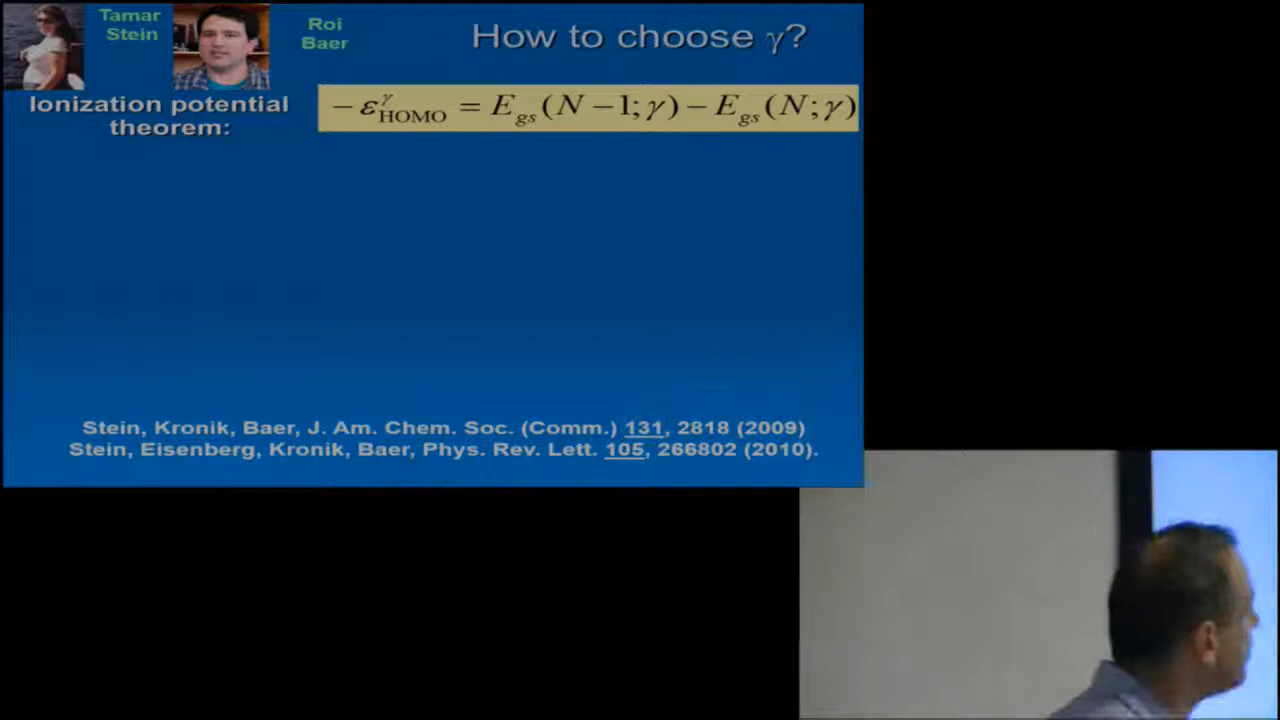 Tamar
Stein
Roi
Baer
How to choose γ?
Ionization potential
theorem:
− ε^γ_HOMO = E_gs(N −1;γ) − E_gs(N;γ)
Stein, Kronik, Baer, J. Am. Chem. Soc. (Comm.) 131, 2818 (2009)
Stein, Eisenberg, Kronik, Baer, Phys. Rev. Lett. 105, 266802 (2010).